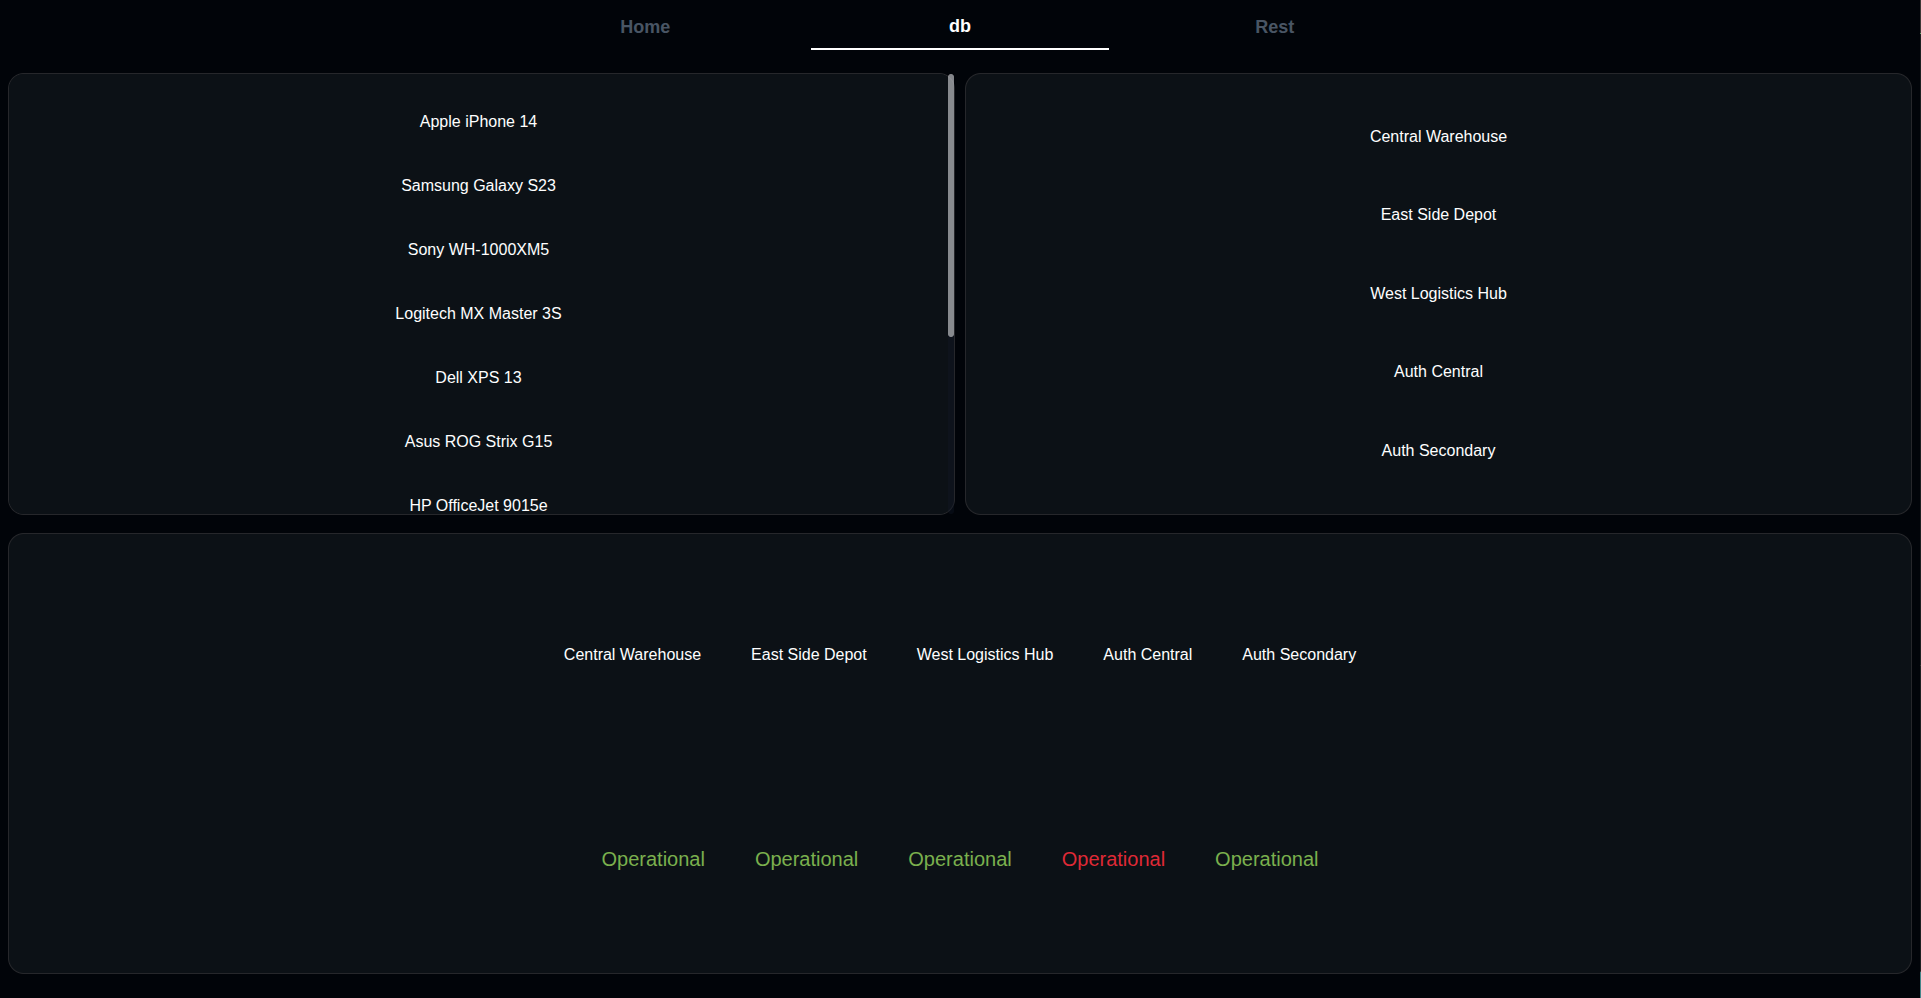 Home db Rest
Apple iPhone 14
Samsung Galaxy S23
Sony WH-1000XM5
Logitech MX Master 3S
Dell XPS 13
Asus ROG Strix G15
HP OfficeJet 9015e
Central Warehouse
East Side Depot
West Logistics Hub
Auth Central
Auth Secondary
Central Warehouse East Side Depot West Logistics Hub Auth Central Auth Secondary
Operational Operational Operational Operational Operational